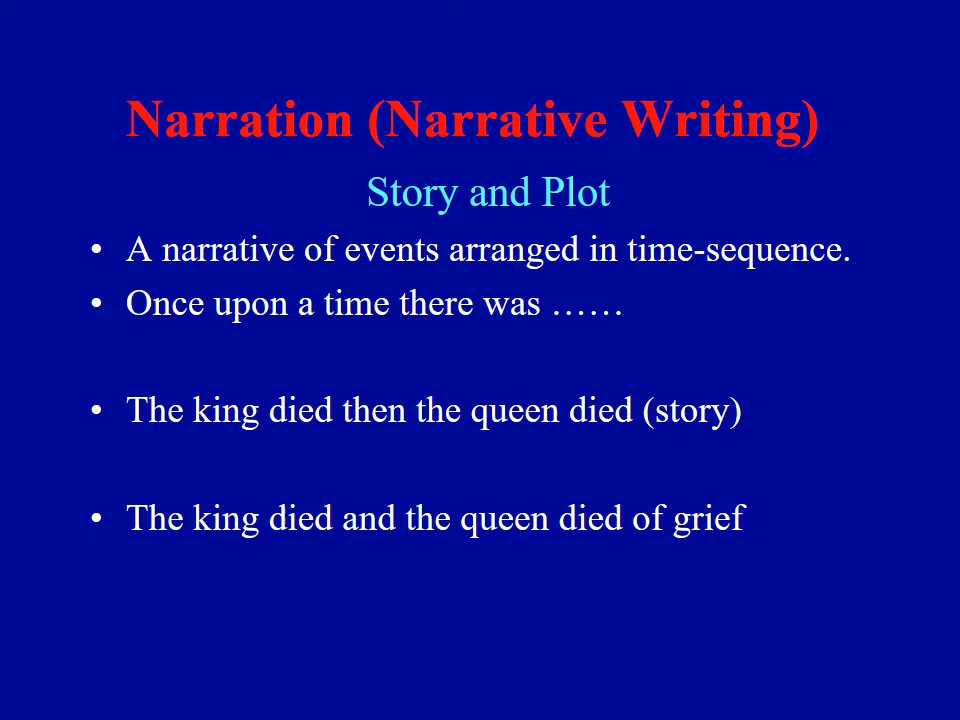 Narration (Narrative Writing)
Story and Plot
• A narrative of events arranged in time-sequence.
• Once upon a time there was ……
• The king died then the queen died (story)
• The king died and the queen died of grief